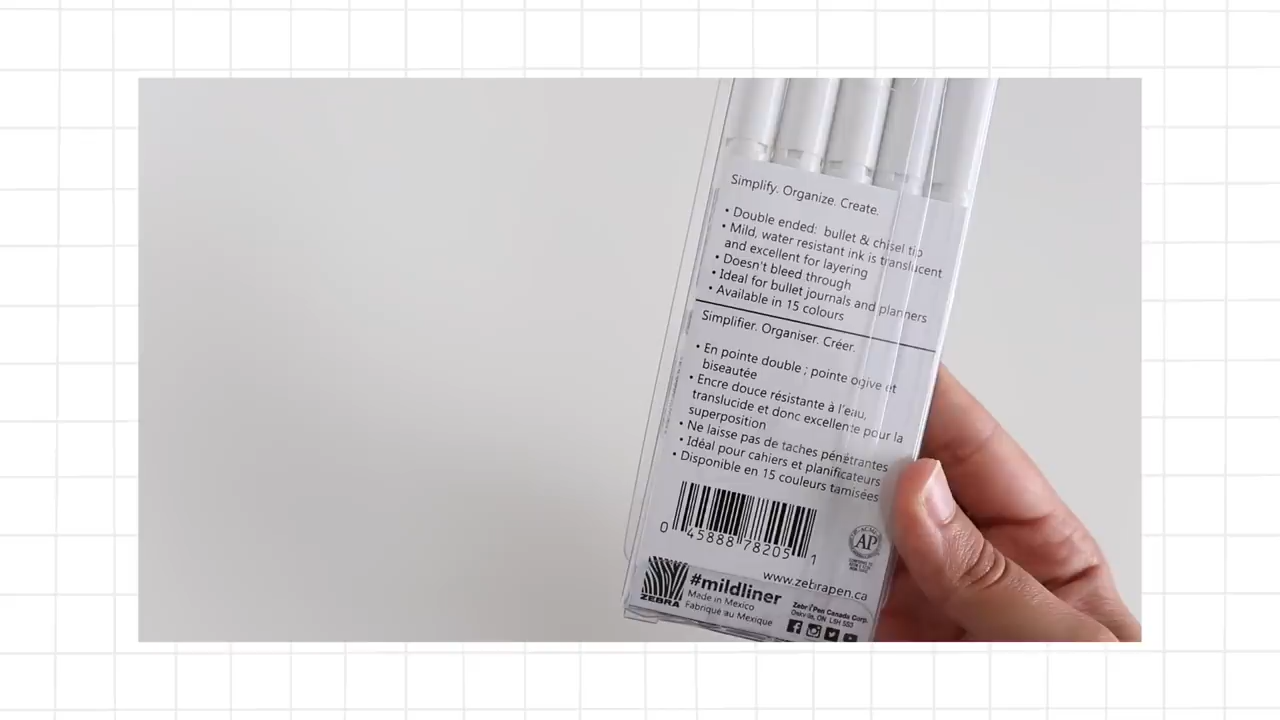 Simplify. Organize. Create.
• Double ended: bullet & chisel tip
• Mild, water resistant ink is translucent
and excellent for layering
• Doesn't bleed through
• Ideal for bullet journals and planners
• Available in 15 colours
Simplifier. Organiser. Créer.
• En pointe double ; pointe ogive et
biseautée
• Encre douce résistante à l'eau,
translucide et donc excellente pour la
superposition
• Ne laisse pas de taches pénétrantes
• Idéal pour cahiers et planificateurs
• Disponible en 15 couleurs tamisées
0 45888 78205 1
AP
www.zebrapen.ca
ZEBRA
#mildliner
Made in Mexico
Fabriqué au Mexique
Zebra Pen Canada Corp.
Oakville, ON L6H 5S3